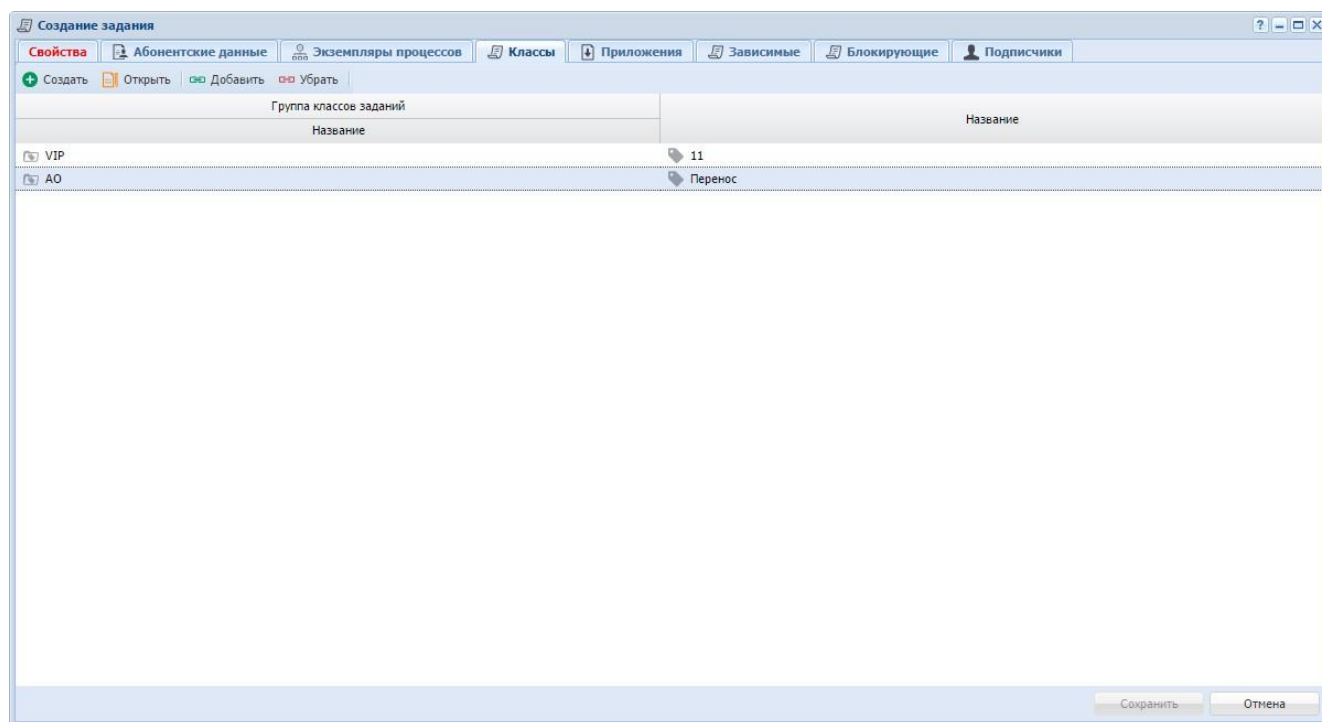 Создание задания
Свойства Абонентские данные Экземпляры процессов Классы Приложения Зависимые Блокирующие Подписчики
Создать Открыть Добавить Убрать
Группа классов заданий
Название
Название
VIP 11
АО Перенос
Сохранить Отмена